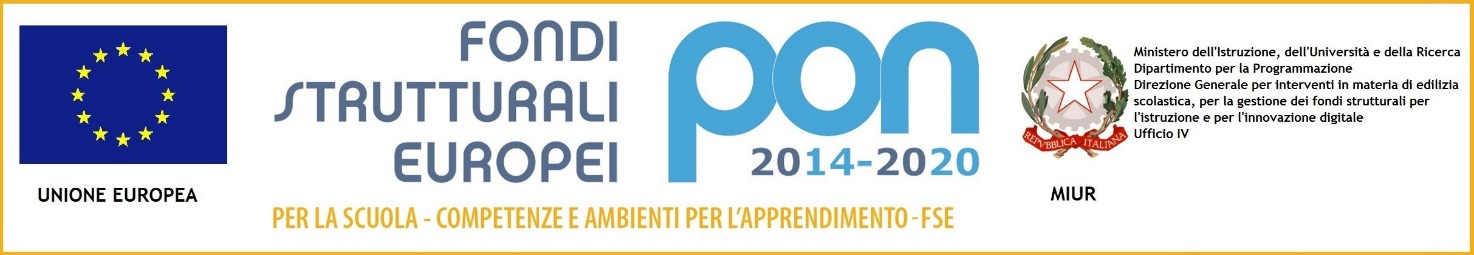 UNIONE EUROPEA
FONDI
STRUTTURALI
EUROPEI
pon
2014-2020
PER LA SCUOLA - COMPETENZE E AMBIENTI PER L'APPRENDIMENTO-FSE
REPVBBLICA ITALIANA
MIUR
Ministero dell'Istruzione, dell'Università e della Ricerca
Dipartimento per la Programmazione
Direzione Generale per interventi in materia di edilizia
scolastica, per la gestione dei fondi strutturali per
l'istruzione e per l'innovazione digitale
Ufficio IV